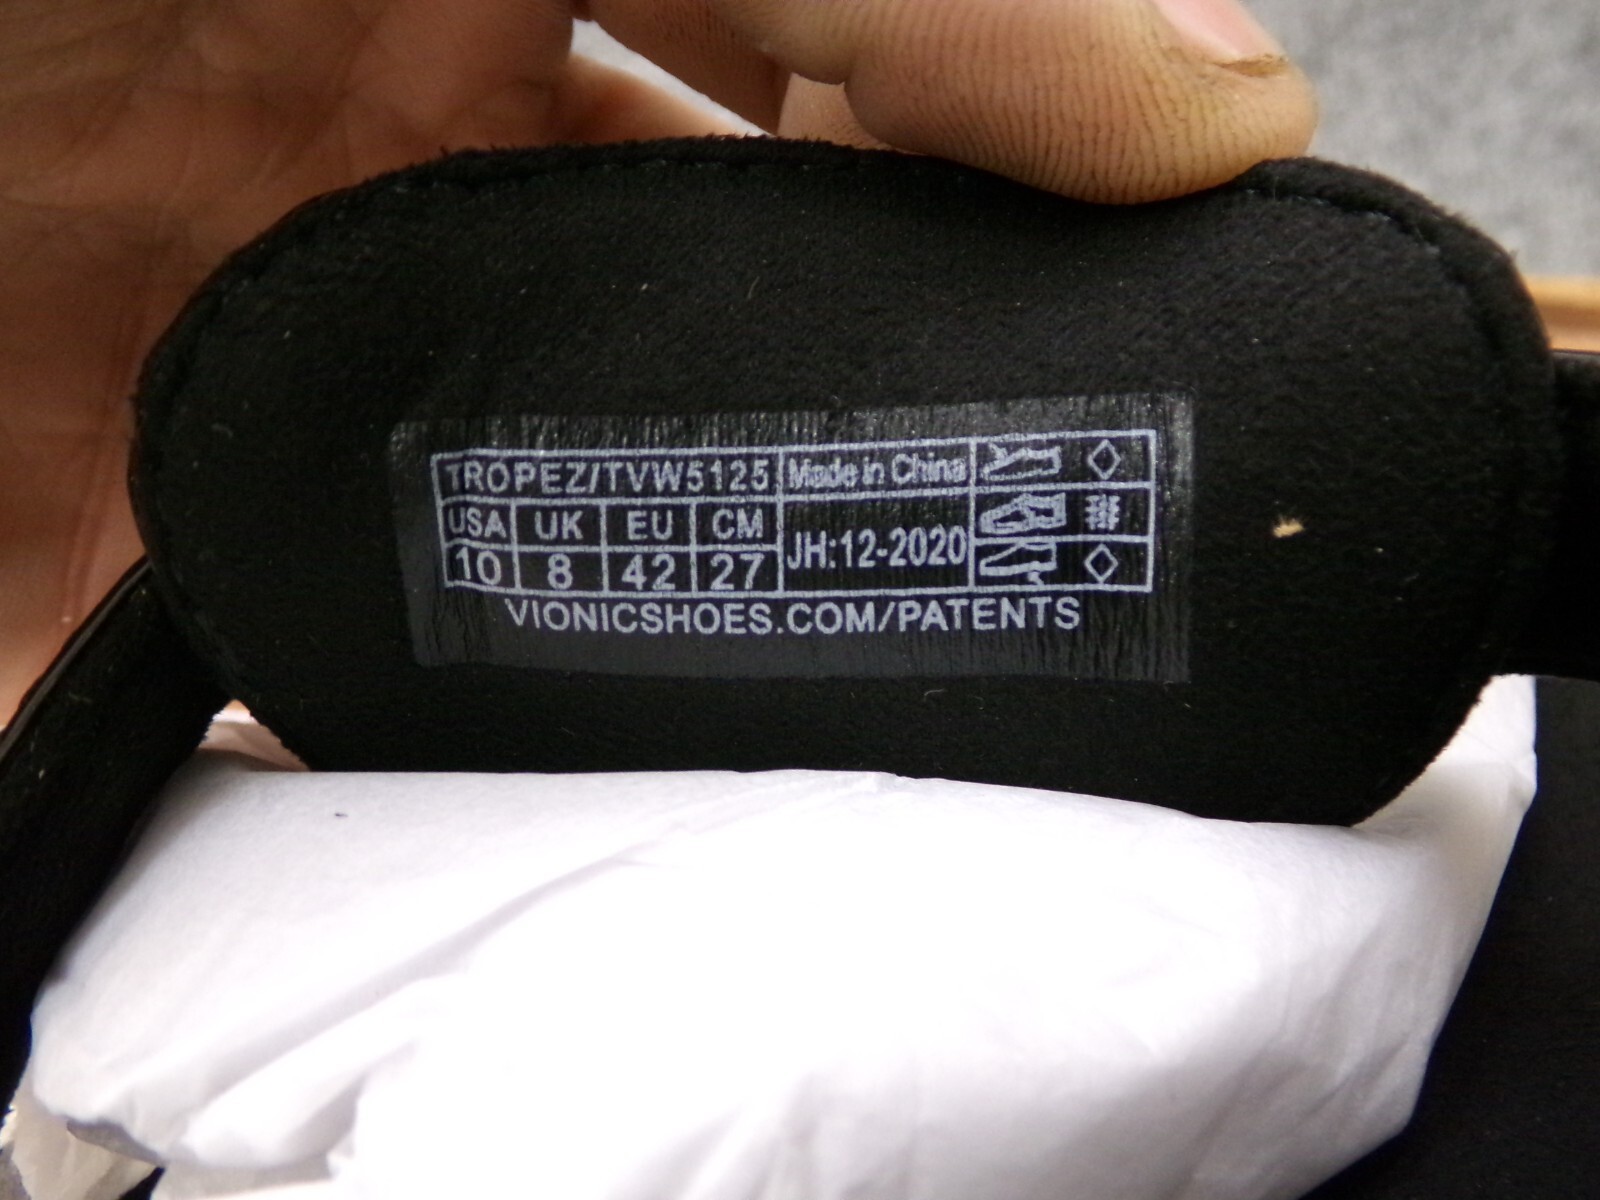 TROPEZ/TVW5125 Made in China
USA UK EU CM
JH:12-2020
10 8 42 27
VIONICSHOES.COM/PATENTS